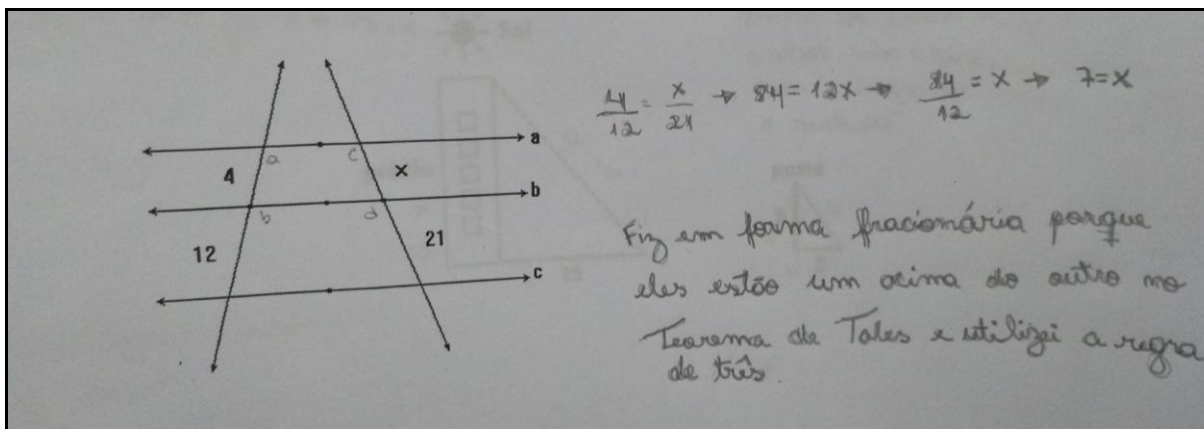 a
a c
4 x
b
b d
12 21
c
4/12 = x/21 → 84 = 12x → 84/12 = x → 7 = x
Fiz em forma fracionária porque
eles estão um acima do outro no
Teorema de Tales e utilizei a regra
de três.